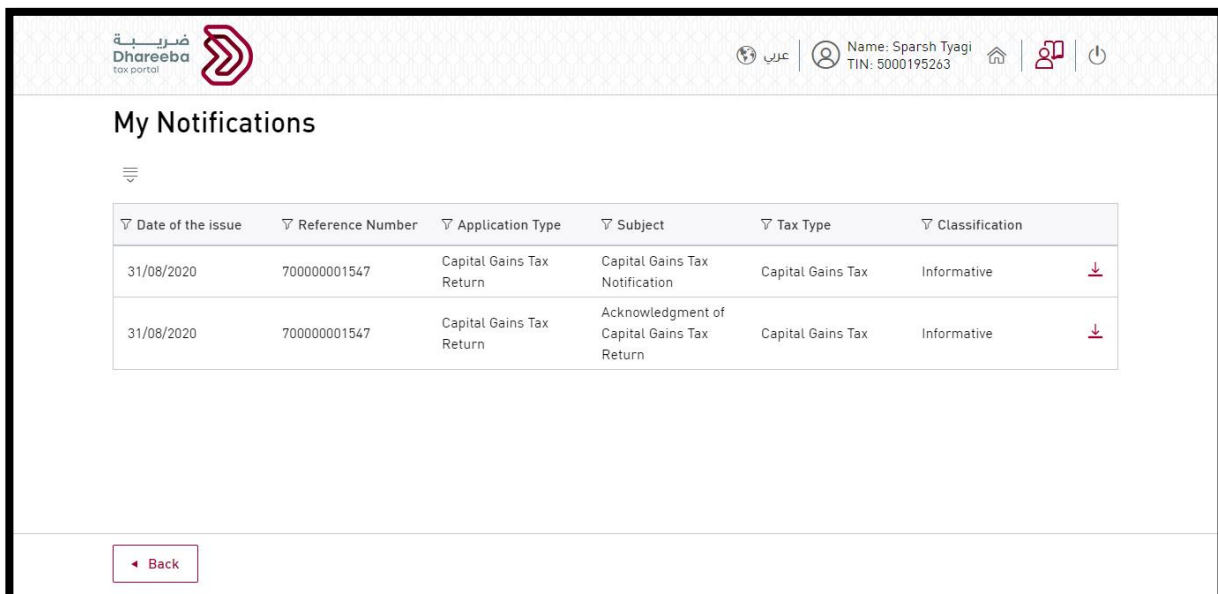 ضريبة
Dhareeba
tax portal
عربي
Name: Sparsh Tyagi
TIN: 5000195263
My Notifications
Date of the issue Reference Number Application Type Subject Tax Type Classification
31/08/2020 700000001547 Capital Gains Tax Return Capital Gains Tax Notification Capital Gains Tax Informative
31/08/2020 700000001547 Capital Gains Tax Return Acknowledgment of Capital Gains Tax Return Capital Gains Tax Informative
Back